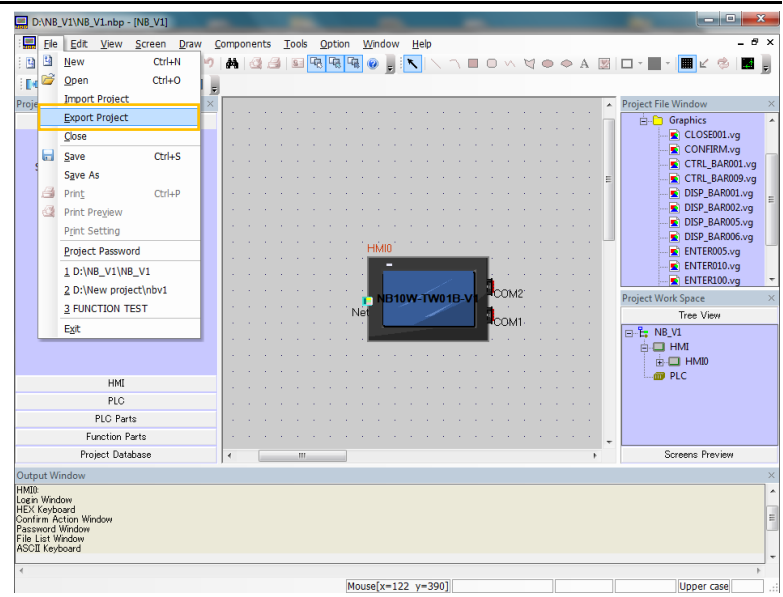 D:\NB_V1\NB_V1.nbp - [NB_V1]
File Edit View Screen Draw Components Tools Option Window Help
New Ctrl+N
Open Ctrl+O
Import Project
Export Project
Close
Save Ctrl+S
Save As
Print Ctrl+P
Print Preview
Print Setting
Project Password
1 D:\NB_V1\NB_V1
2 D:\New project\nbv1
3 FUNCTION TEST
Exit
HMI
PLC
PLC Parts
Function Parts
Project Database
HMI0
NB10W-TW01B-V1
COM2
Net
COM1
Project File Window
Graphics
CLOSE001.vg
CONFIRM.vg
CTRL_BAR001.vg
CTRL_BAR009.vg
DISP_BAR001.vg
DISP_BAR002.vg
DISP_BAR005.vg
DISP_BAR006.vg
ENTER005.vg
ENTER010.vg
ENTER100.vg
Project Work Space
Tree View
NB_V1
HMI
HMI0
PLC
Screens Preview
Output Window
HMI0:
Login Window
HEX Keyboard
Confirm Action Window
Password Window
File List Window
ASCII Keyboard
Mouse[x=122 y=390]
Upper case